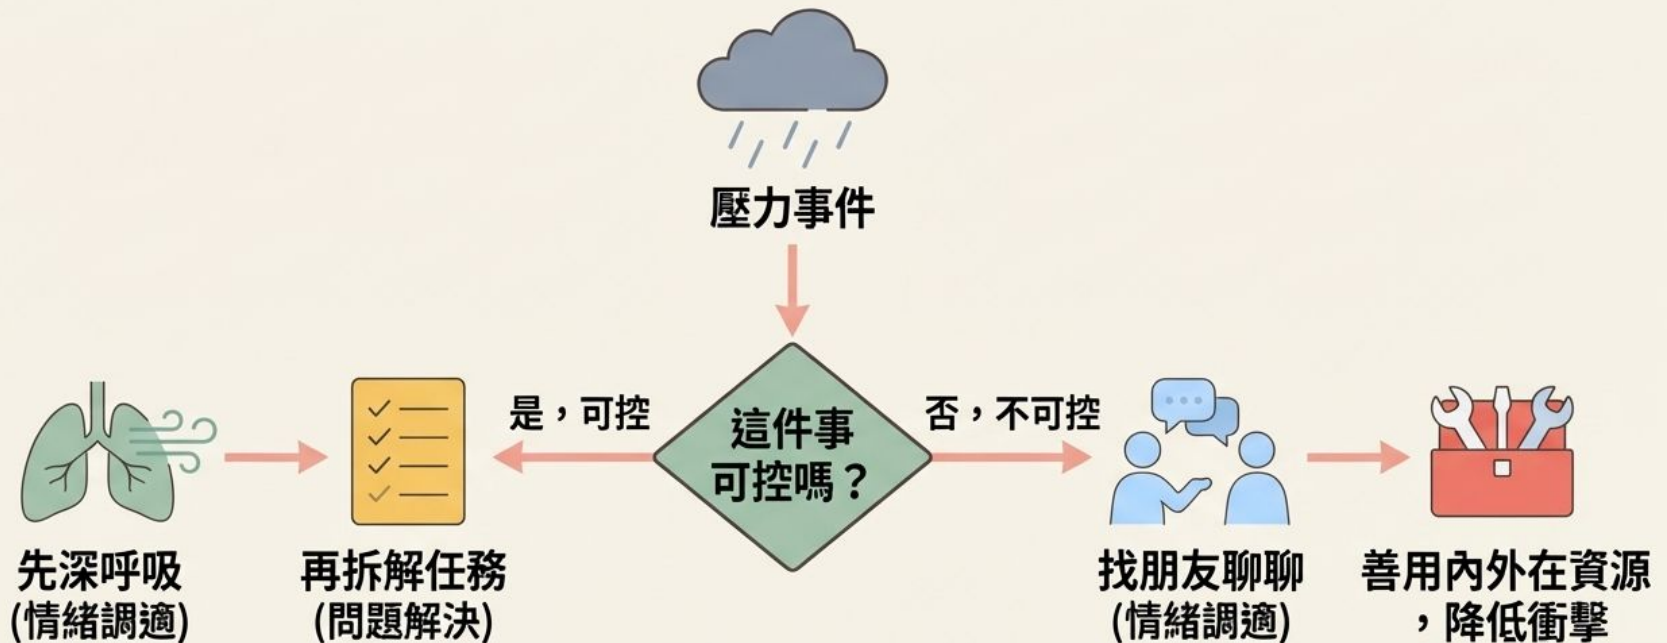 壓力事件
這件事
可控嗎？
是，可控
否，不可控
先深呼吸
(情緒調適)
再拆解任務
(問題解決)
找朋友聊聊
(情緒調適)
善用內外在資源
，降低衝擊